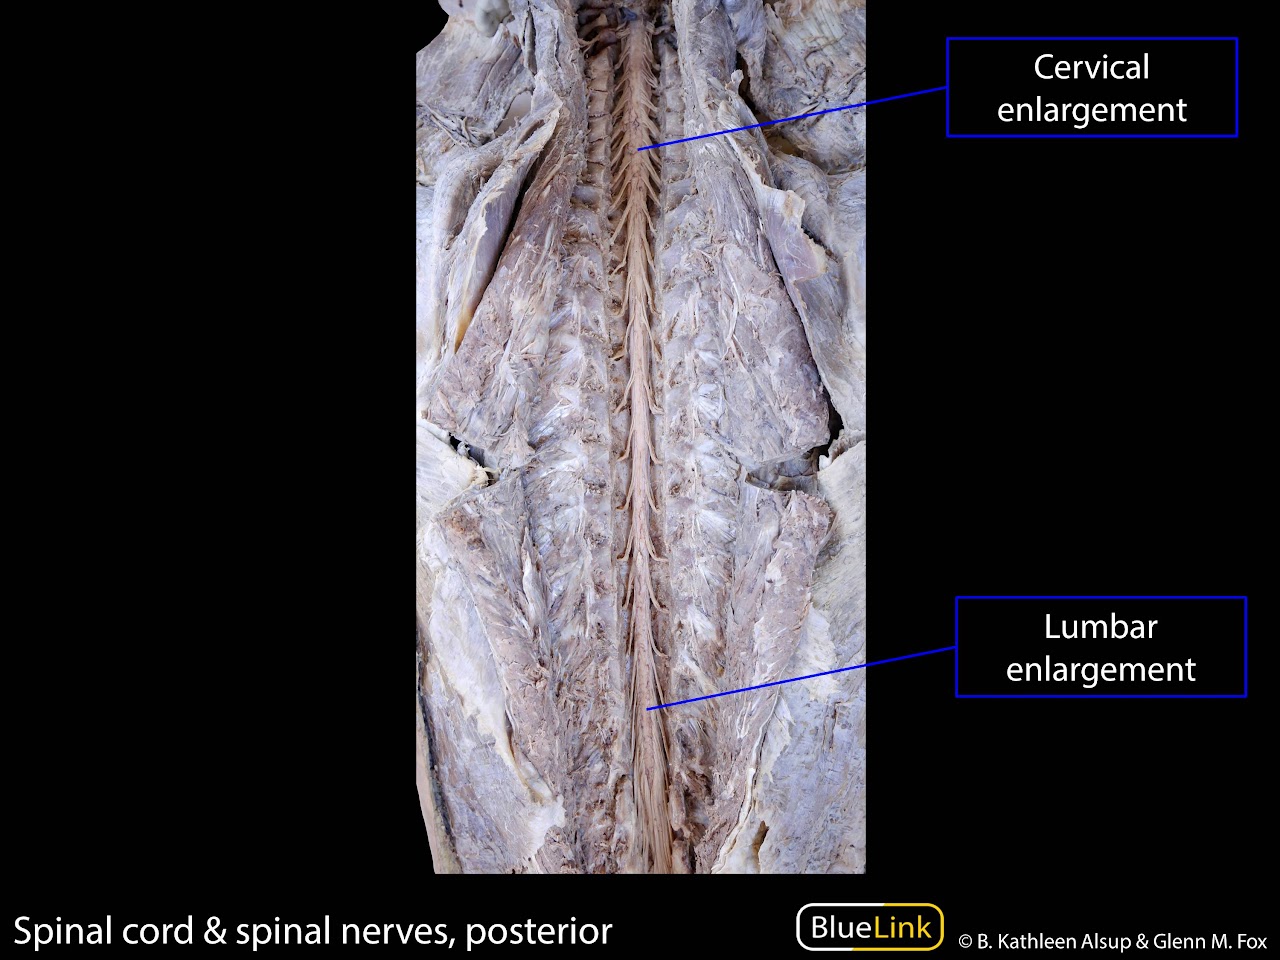 Cervical
enlargement
Lumbar
enlargement
Spinal cord & spinal nerves, posterior
BlueLink
© B. Kathleen Alsup & Glenn M. Fox